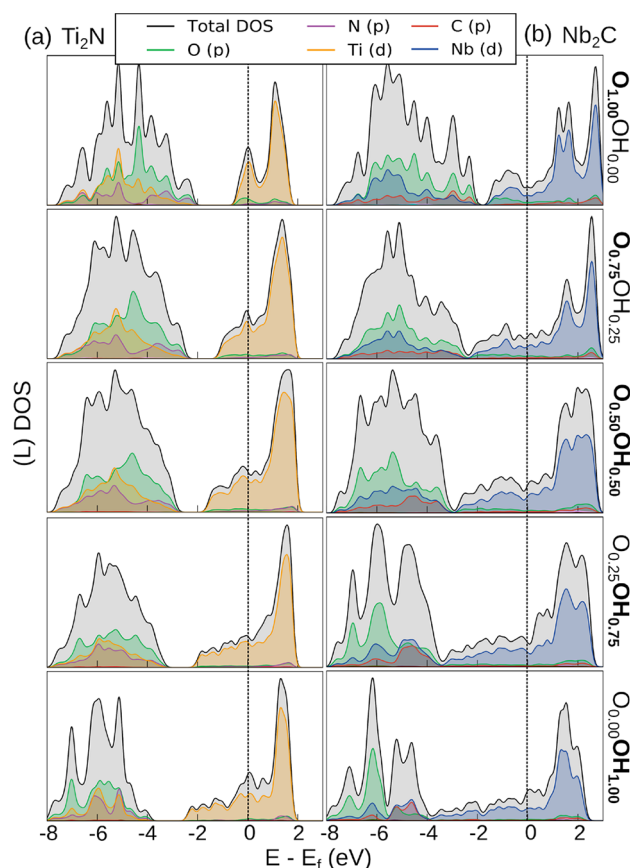 (a) Ti₂N
Total DOS N (p) C (p)
O (p) Ti (d) Nb (d)
(b) Nb₂C
O₁.₀₀OH₀.₀₀
O₀.₇₅OH₀.₂₅
O₀.₅₀OH₀.₅₀
O₀.₂₅OH₀.₇₅
O₀.₀₀OH₁.₀₀
(L) DOS
-8 -6 -4 -2 0 2 -8 -6 -4 -2 0 2
E - E_f (eV)